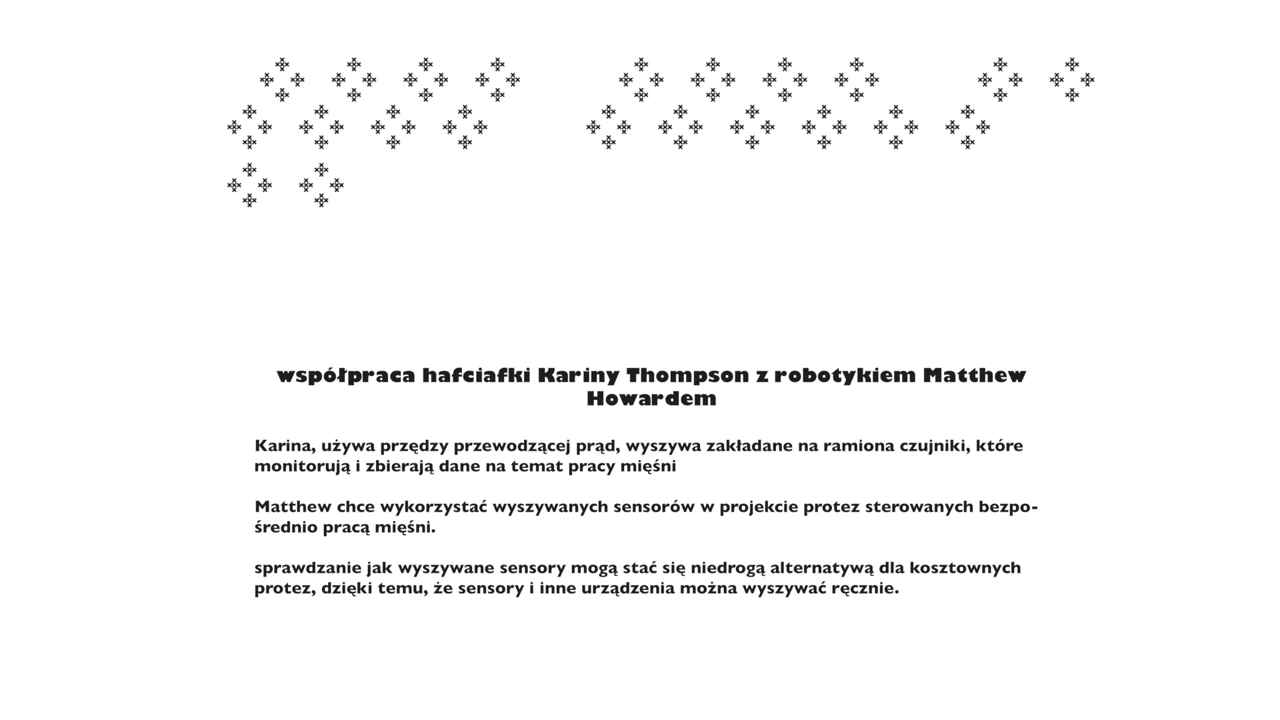 współpraca hafciafki Kariny Thompson z robotykiem Matthew
Howardem
Karina, używa przędzy przewodzącej prąd, wyszywa zakładane na ramiona czujniki, które
monitorują i zbierają dane na temat pracy mięśni
Matthew chce wykorzystać wyszywanych sensorów w projekcie protez sterowanych bezpo-
średnio pracą mięśni.
sprawdzanie jak wyszywane sensory mogą stać się niedrogą alternatywą dla kosztownych
protez, dzięki temu, że sensory i inne urządzenia można wyszywać ręcznie.